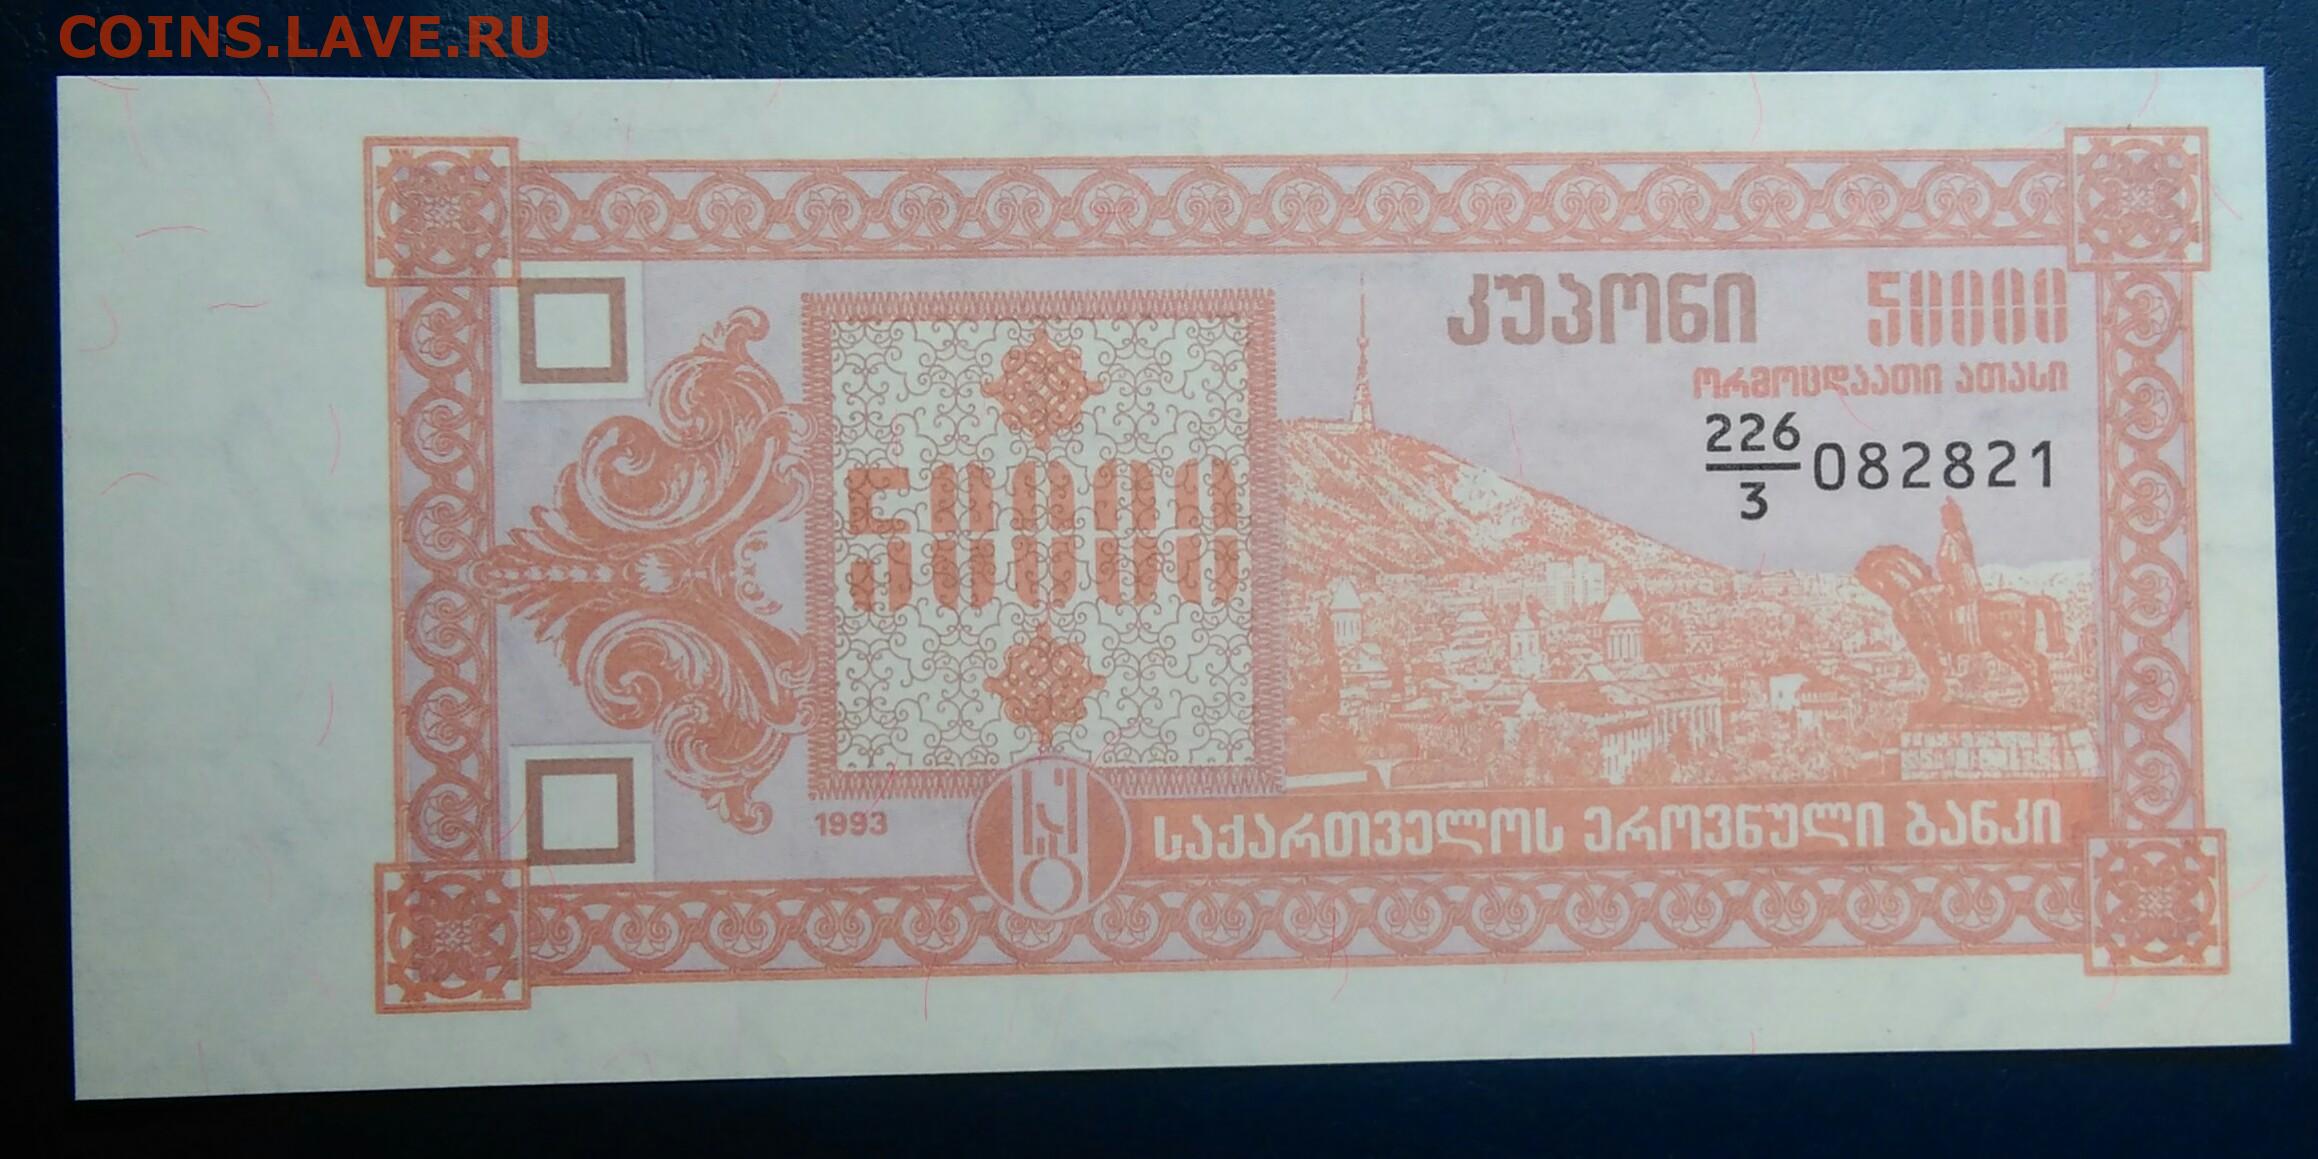 COINS.LAVE.RU
კუპონი 50000
ორმოცდაათი ათასი
226
3
082821
50000
1993
საქართველოს ეროვნული ბანკი